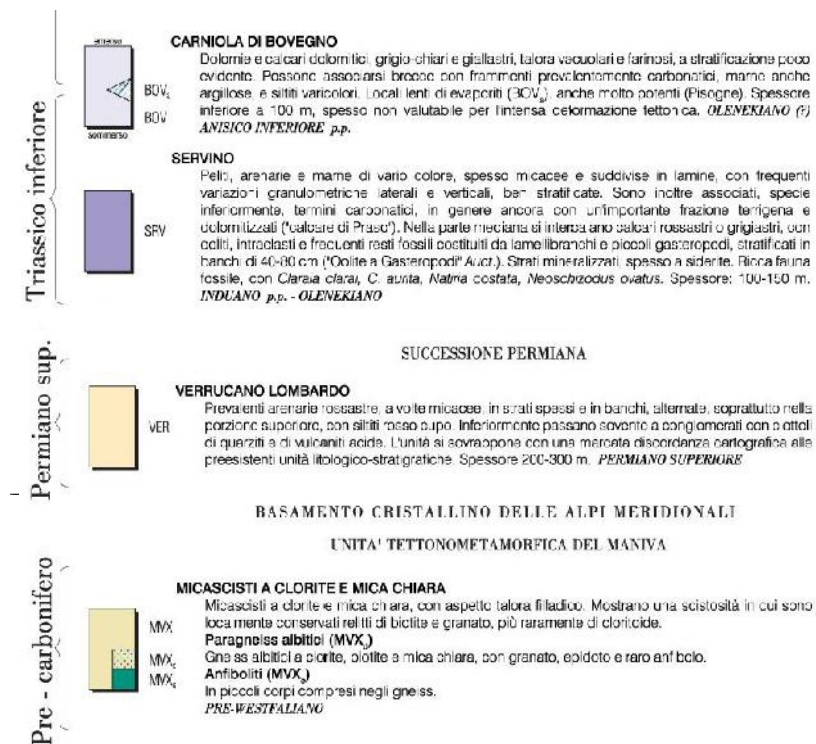 emerso
CARNIOLA DI BOVEGNO
Dolomie e calcari dolomitici, grigio-chiari e giallastri, talora vacuolari e farinosi, a stratificazione poco
evidente. Possono associarsi brecce con frammenti prevalentemente carbonatici, marne anche
argillose, e siltiti varicolori. Locali lenti di evaporiti (BOVₐ), anche molto potenti (Pisogne). Spessore
inferiore a 100 m, spesso non valutabile per l'intensa deformazione tettonica. OLENEKIANO (?)
ANISICO INFERIORE p.p.
BOVₐ
BOV
sommerso
Triassico inferiore
SERVINO
Peliti, arenarie e marne di vario colore, spesso micacee e suddivise in lamine, con frequenti
variazioni granulometriche laterali e verticali, ben stratificate. Sono inoltre associati, specie
inferiormente, termini carbonatici, in genere ancora con un'importante frazione terrigena e
dolomitizzati ("calcare di Praso"). Nella parte mediana si intercalano calcari rossastri o grigiastri, con
ooliti, intraclasti e frequenti resti fossili costituiti da lamellibranchi e piccoli gasteropodi, stratificati in
banchi di 40-80 cm ("Oolite a Gasteropodi" Auct.). Strati mineralizzati, spesso a siderite. Ricca fauna
fossile, con Claraia clarai, C. aurita, Natiria costata, Neoschizodus ovatus. Spessore: 100-150 m.
INDUANO p.p. - OLENEKIANO
SRV
SUCCESSIONE PERMIANA
Permiano sup.
VERRUCANO LOMBARDO
Prevalenti arenarie rossastre, a volte micacee, in strati spessi e in banchi, alternate, soprattutto nella
porzione superiore, con siltiti rosso cupo. Inferiormente passano sovente a conglomerati con ciottoli
di quarziti e di vulcaniti acide. L'unità si sovrappone con una marcata discordanza cartografica alle
preesistenti unità litologico-stratigrafiche. Spessore 200-300 m. PERMIANO SUPERIORE
VER
BASAMENTO CRISTALLINO DELLE ALPI MERIDIONALI
UNITA' TETTONOMETAMORFICA DEL MANIVA
Pre - carbonifero
MICASCISTI A CLORITE E MICA CHIARA
Micascisti a clorite e mica chiara, con aspetto talora filladico. Mostrano una scistosità in cui sono
localmente conservati relitti di biotite e granato, più raramente di cloritoide.
Paragneiss albitici (MVX)
Gneiss albitici a clorite, biotite e mica chiara, con granato, epidoto e raro anfibolo.
Anfiboliti (MVX)
In piccoli corpi compresi negli gneiss.
PRE-WESTFALIANO
MVX
MVX
MVX